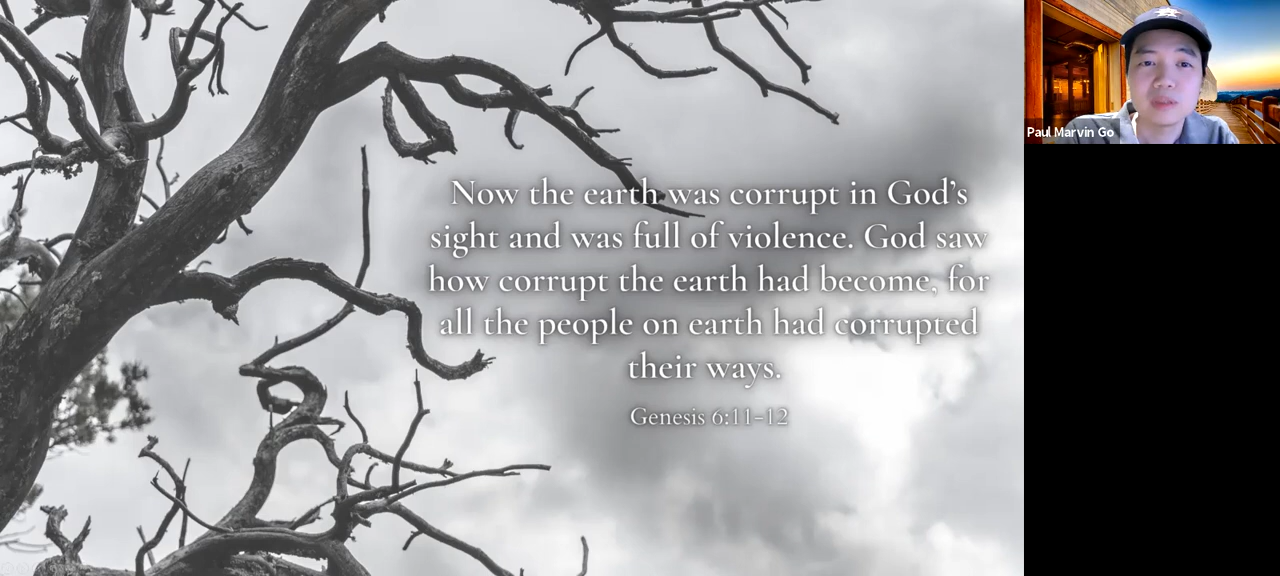 Now the earth was corrupt in God's
sight and was full of violence. God saw
how corrupt the earth had become, for
all the people on earth had corrupted
their ways.
Genesis 6:11-12
Paul Marvin Go